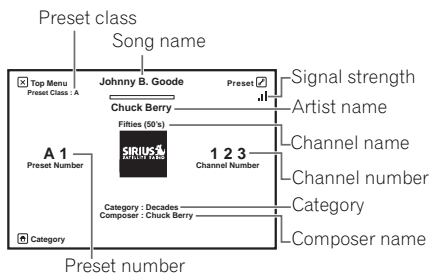 Preset class
Song name
Top Menu
Preset Class : A
Johnny B. Goode
Preset
Signal strength
Chuck Berry
Artist name
Fifties (50's)
Channel name
SIRIUS
SATELLITE RADIO
A 1
Preset Number
1 2 3
Channel Number
Channel number
Category : Decades
Category
Composer : Chuck Berry
Composer name
Category
Preset number